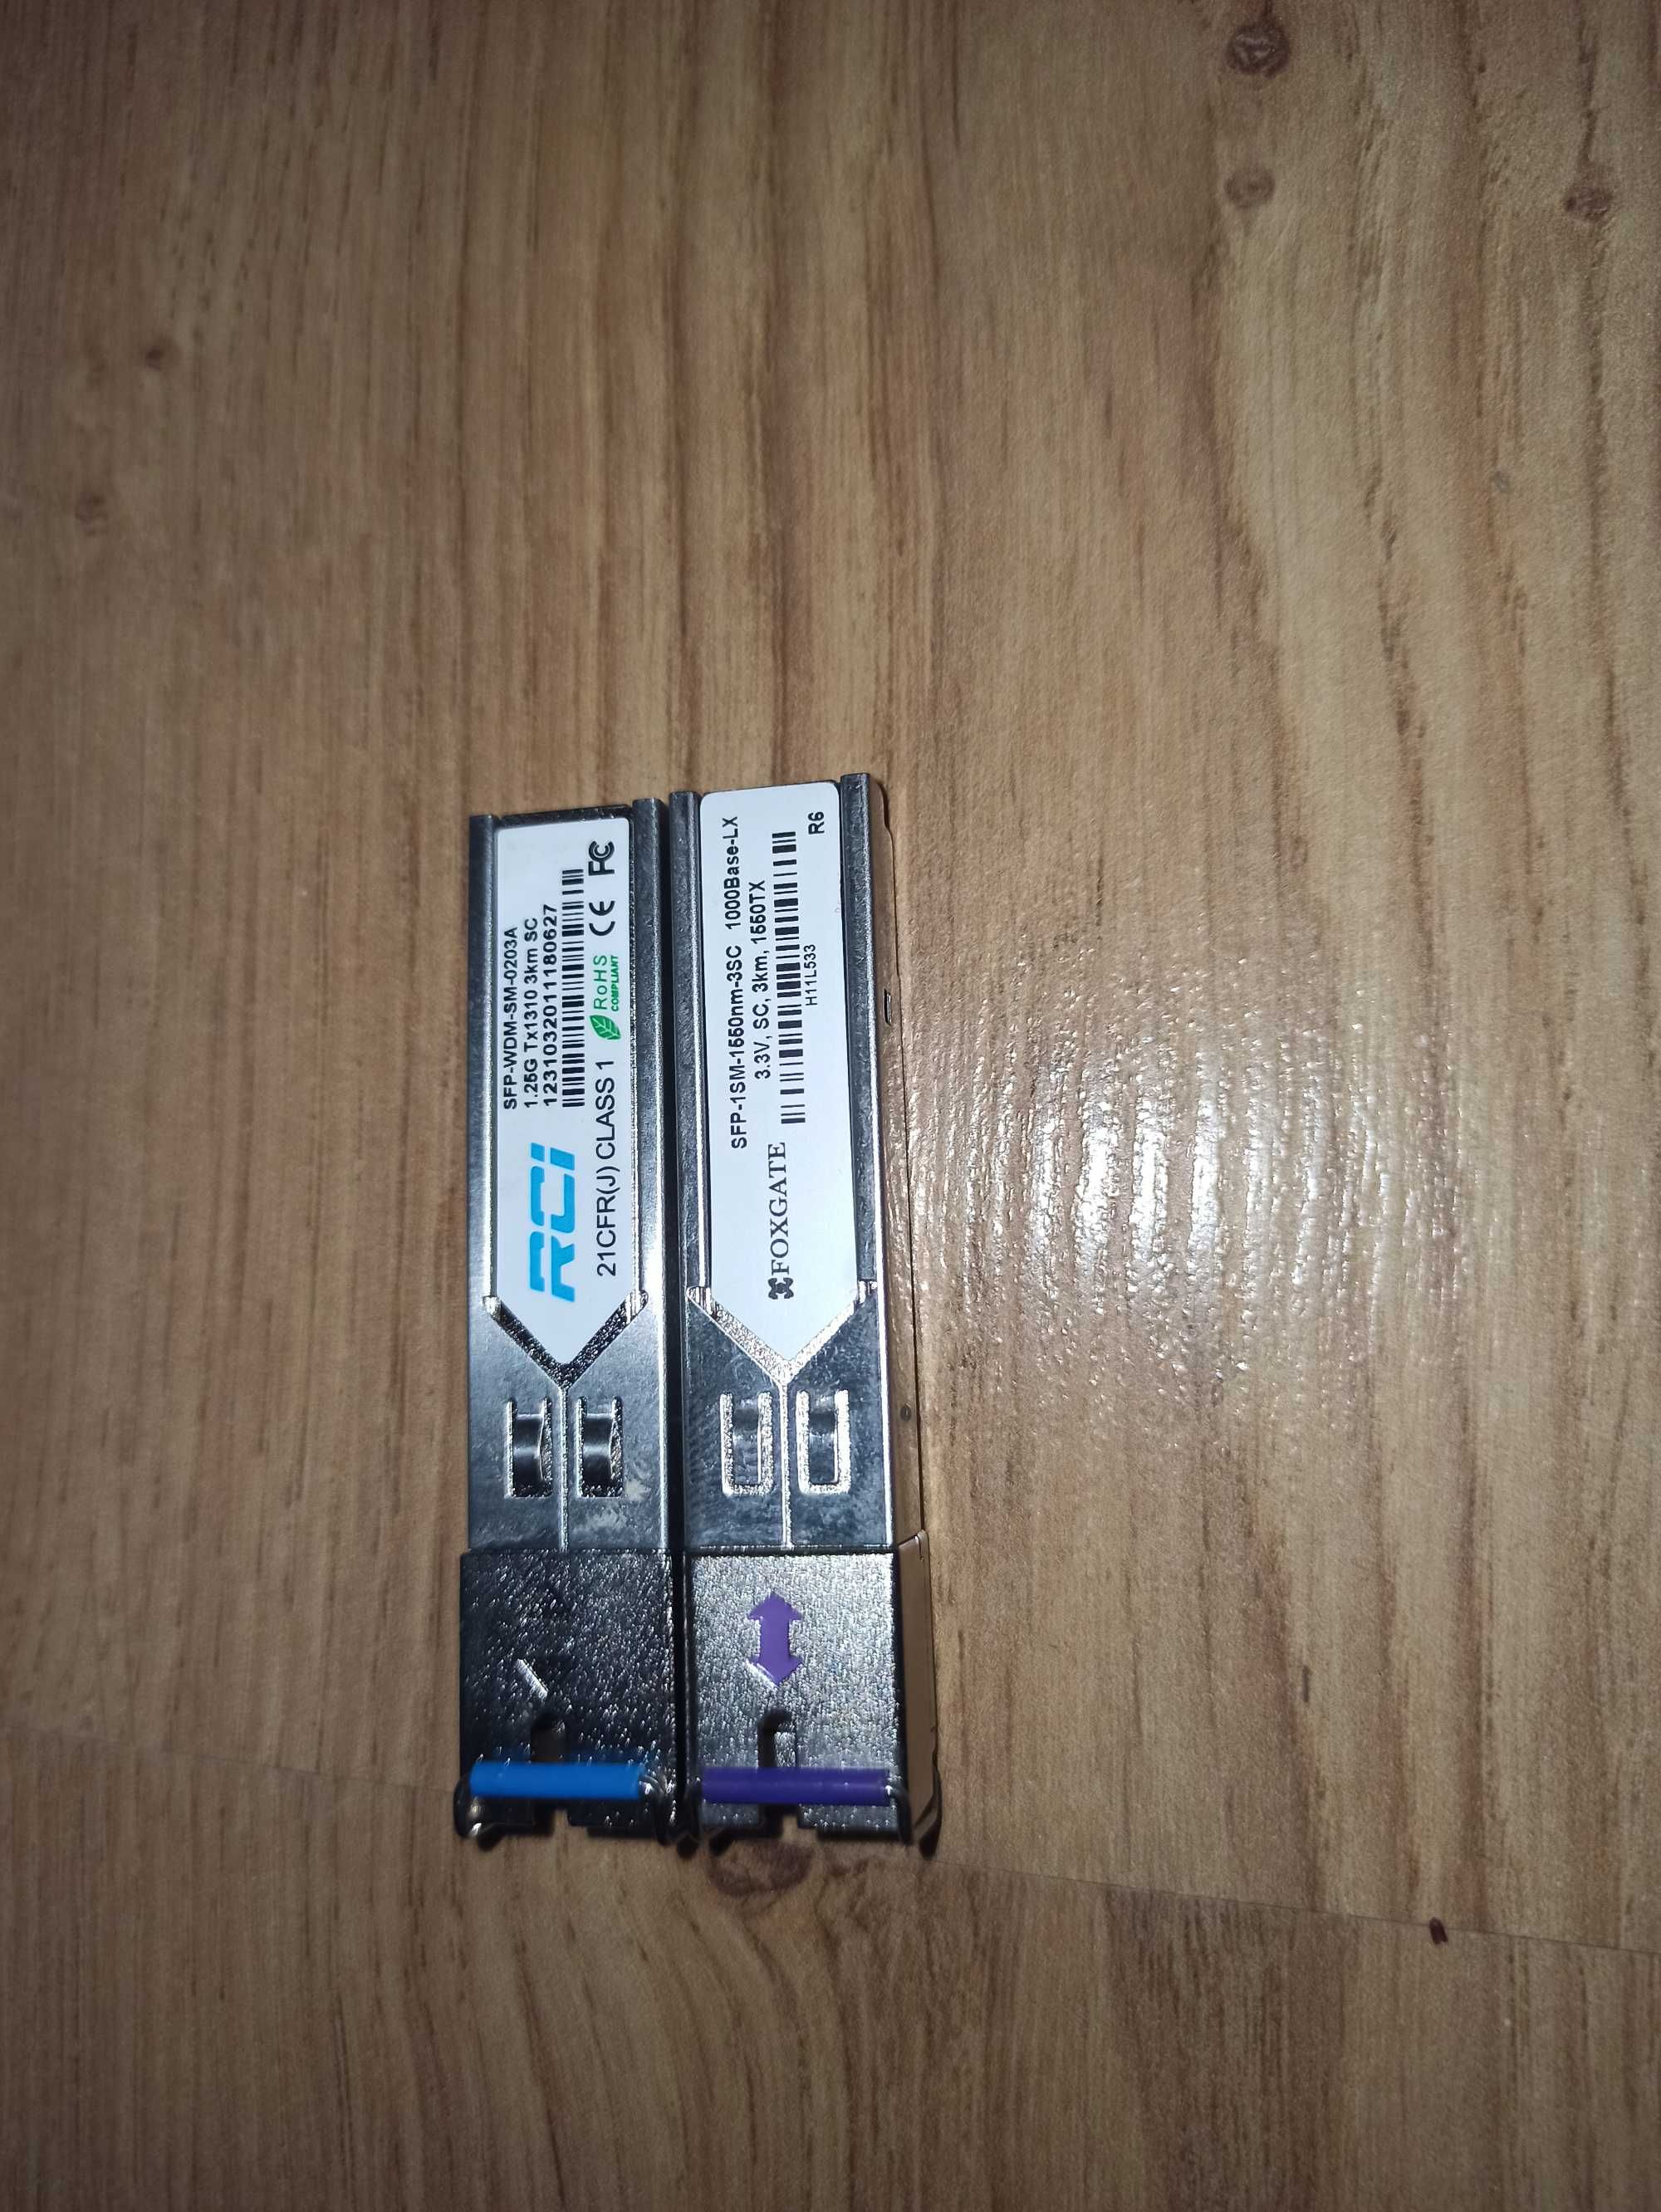 SFP-WDM-SM-0203A
1.25G Tx1310 3km SC
1231032011180627
RCi
21CFR(J) CLASS 1 RoHS COMPLIANT CE FC
SFP-1SM-1550nm-3SC 1000Base-LX
3.3V, SC, 3km, 1550TX
FOXGATE
H11L533
R6